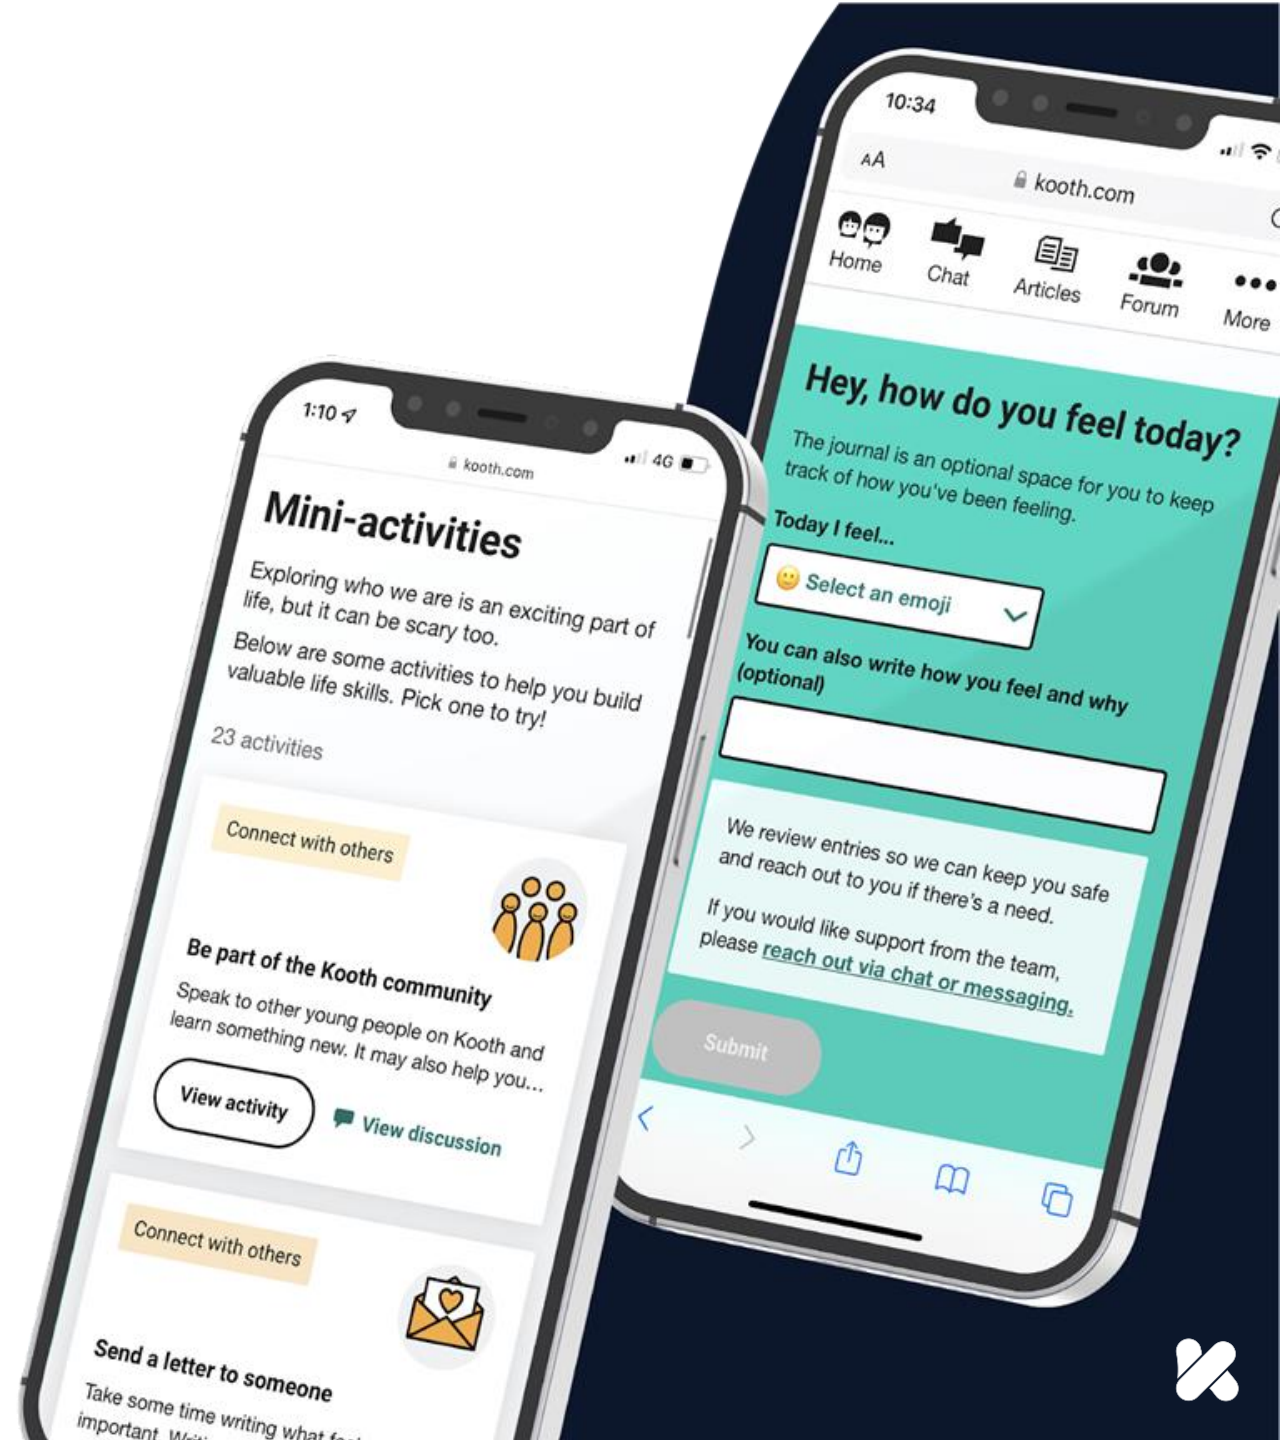 10:34
AA
kooth.com
Home
Chat
Articles
Forum
More
Hey, how do you feel today?
The journal is an optional space for you to keep
track of how you've been feeling.
Today I feel...
Select an emoji
You can also write how you feel and why
(optional)
We review entries so we can keep you safe
and reach out to you if there's a need.
If you would like support from the team,
please reach out via chat or messaging.
Submit
1:10
4G
kooth.com
Mini-activities
Exploring who we are is an exciting part of
life, but it can be scary too.
Below are some activities to help you build
valuable life skills. Pick one to try!
23 activities
Connect with others
Be part of the Kooth community
Speak to other young people on Kooth and
learn something new. It may also help you...
View activity
View discussion
Connect with others
Send a letter to someone
Take some time writing what
important.